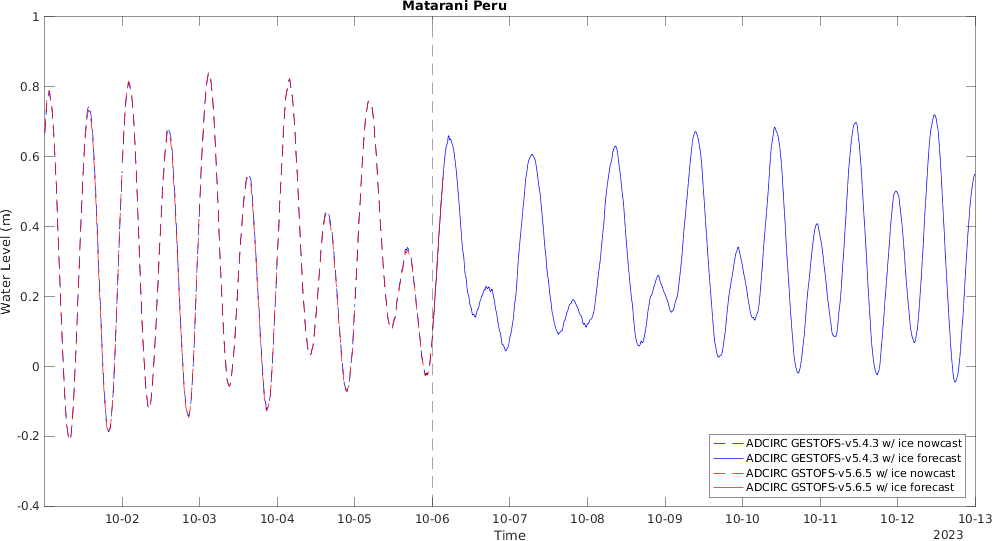 Matarani Peru
Water Level (m)
1
0.8
0.6
0.4
0.2
0
-0.2
-0.4
10-02 10-03 10-04 10-05 10-06 10-07 10-08 10-09 10-10 10-11 10-12 10-13
Time
2023
ADCIRC GESTOFS-v5.4.3 w/ ice nowcast
ADCIRC GESTOFS-v5.4.3 w/ ice forecast
ADCIRC GSTOFS-v5.6.5 w/ ice nowcast
ADCIRC GSTOFS-v5.6.5 w/ ice forecast